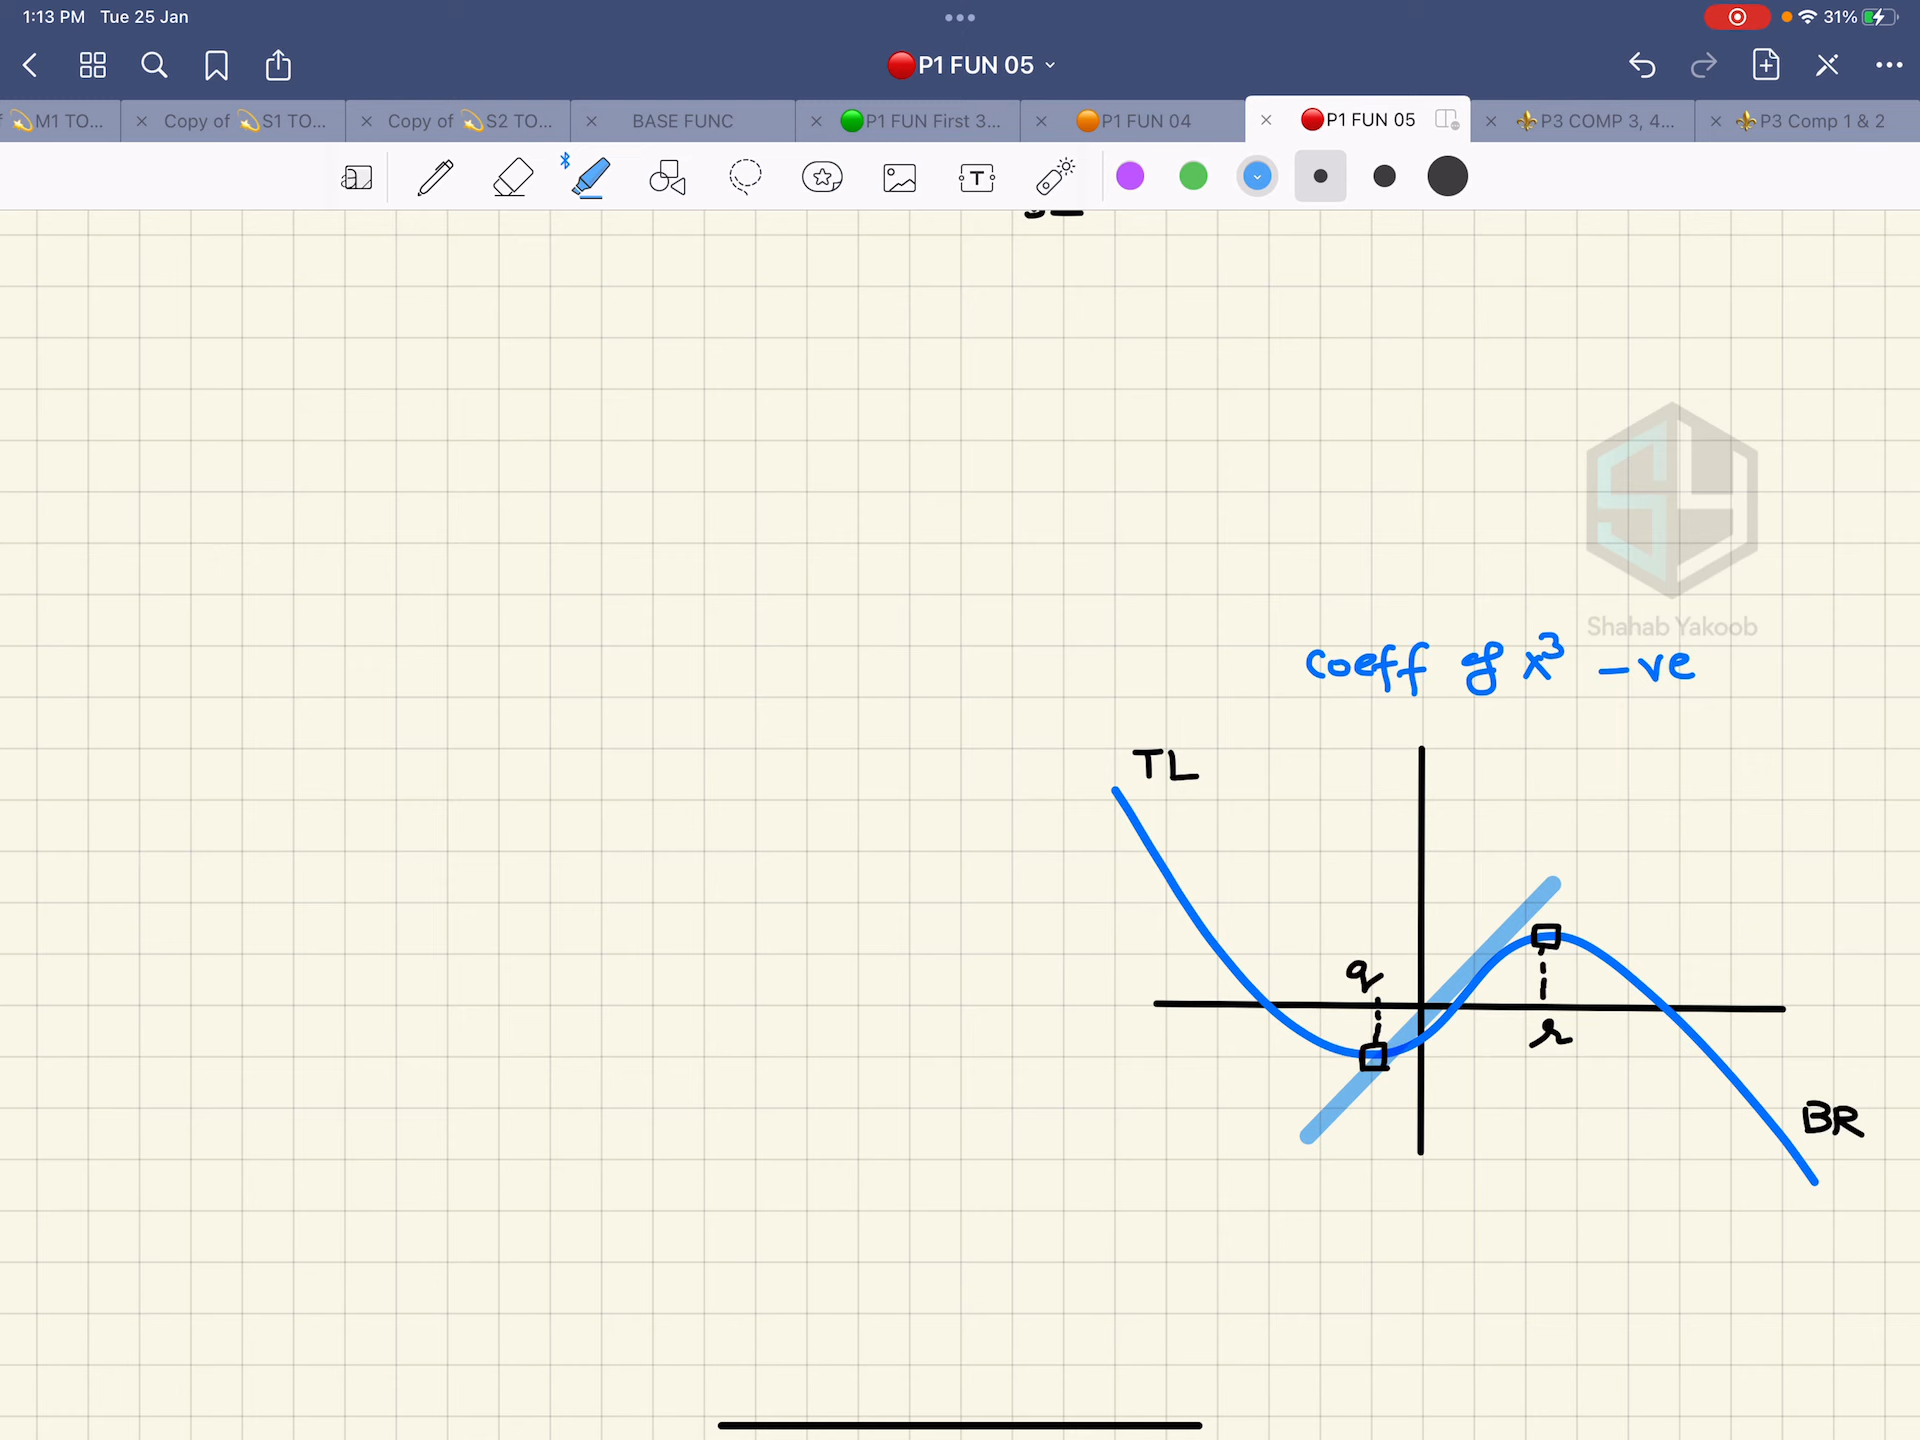 1:13 PM Tue 25 Jan
31%
P1 FUN 05
M1 TO...
Copy of S1 TO...
Copy of S2 TO...
BASE FUNC
P1 FUN First 3...
P1 FUN 04
P1 FUN 05
P3 COMP 3, 4...
P3 Comp 1 & 2
Shahab Yakoob
coeff of x³ -ve
TL
q
r
BR